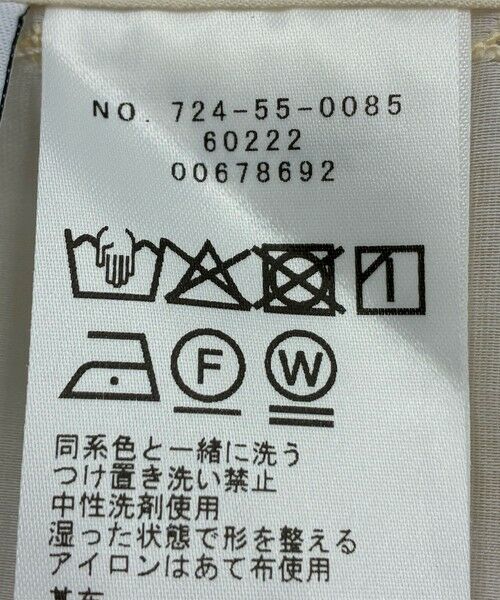 NO. 724-55-0085
60222
00678692
F W
同系色と一緒に洗う
つけ置き洗い禁止
中性洗剤使用
湿った状態で形を整える
アイロンはあて布使用